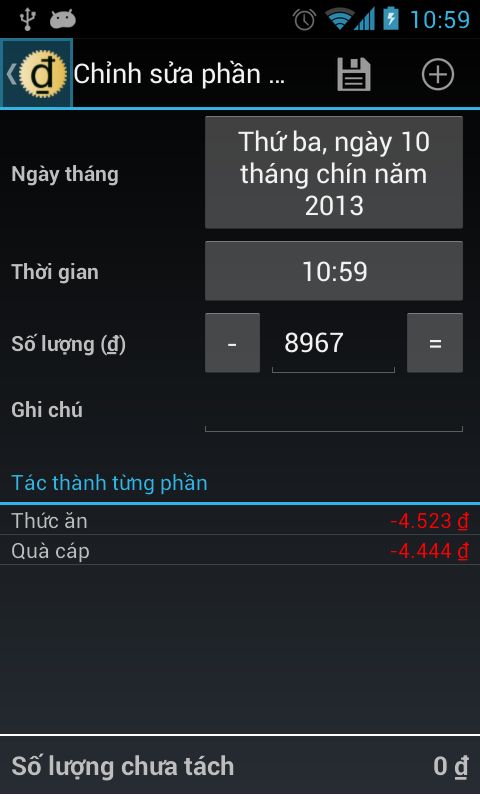 10:59
đ Chỉnh sửa phần ...
Ngày tháng
Thứ ba, ngày 10
tháng chín năm
2013
Thời gian
10:59
Số lượng (₫)
- 8967 =
Ghi chú
Tác thành từng phần
Thức ăn -4.523 ₫
Quà cáp -4.444 ₫
Số lượng chưa tách 0 ₫